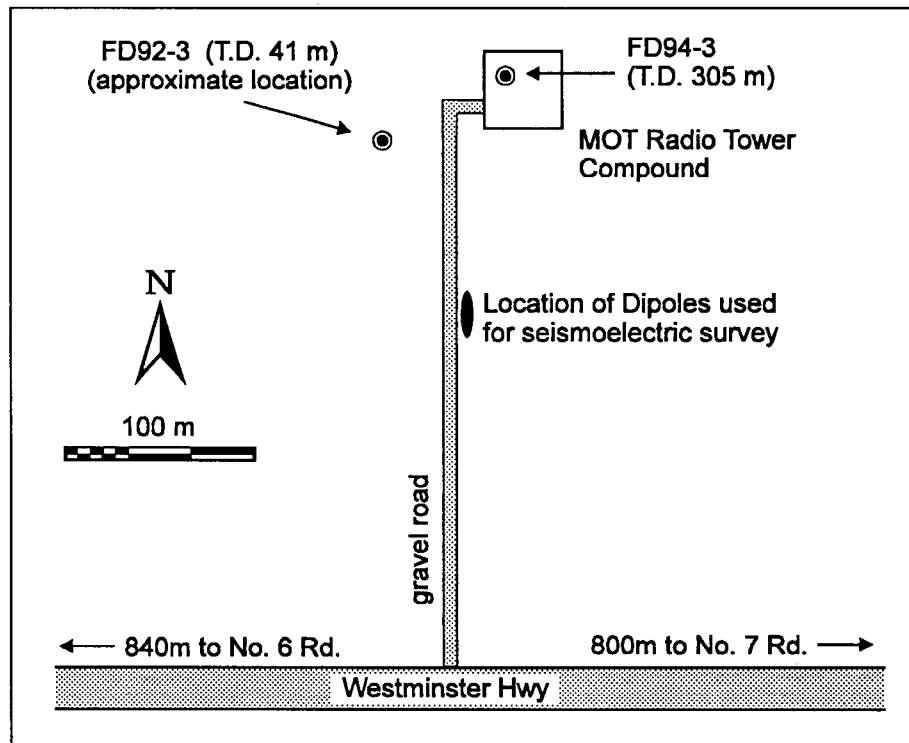 FD92-3 (T.D. 41 m)
(approximate location)
FD94-3
(T.D. 305 m)
MOT Radio Tower
Compound
N
Location of Dipoles used
for seismoelectric survey
100 m
gravel road
840m to No. 6 Rd.
800m to No. 7 Rd.
Westminster Hwy